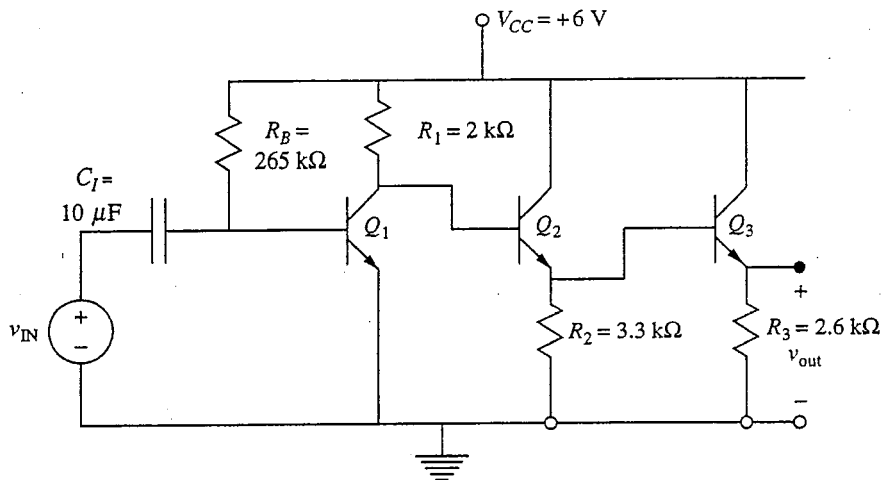 V_CC = +6 V
R_B =
265 kΩ
R_1 = 2 kΩ
C_I =
10 μF
Q_1
Q_2
Q_3
+
−
v_IN
R_2 = 3.3 kΩ
+
R_3 = 2.6 kΩ
v_out
−